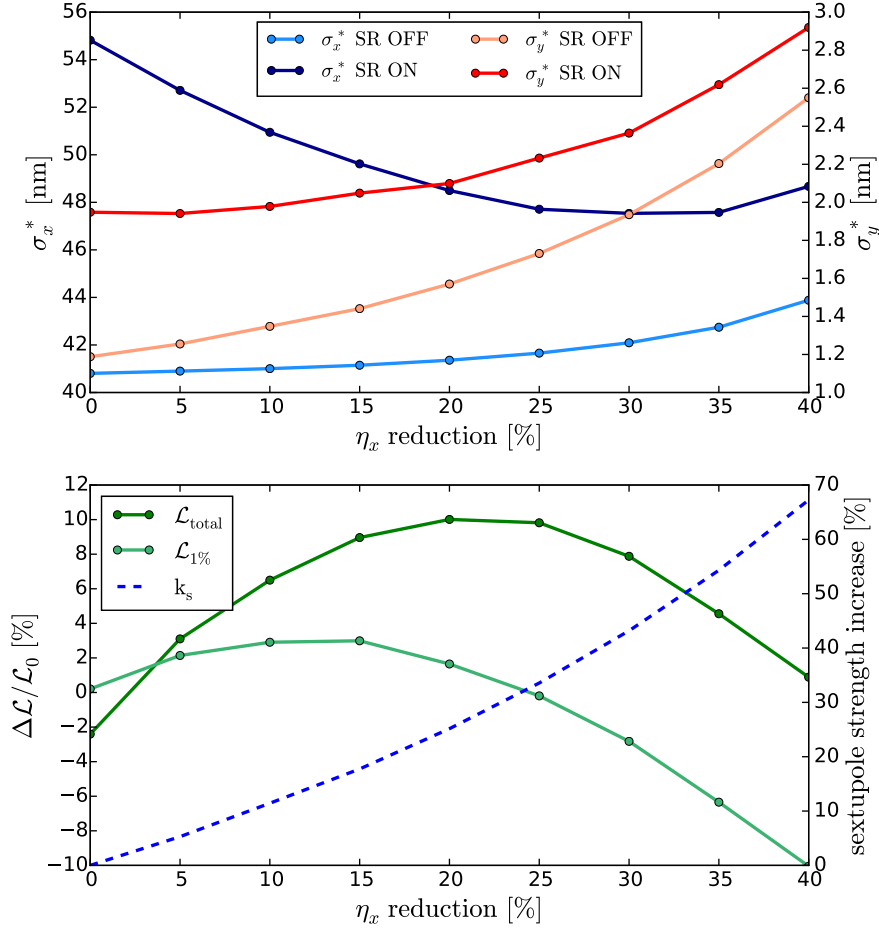 56
54
52
50
48
46
44
42
40
σx* [nm]
σx* SR OFF
σx* SR ON
σy* SR OFF
σy* SR ON
3.0
2.8
2.6
2.4
2.2
2.0
1.8
1.6
1.4
1.2
1.0
σy* [nm]
0 5 10 15 20 25 30 35 40
ηx reduction [%]
12
10
8
6
4
2
0
−2
−4
−6
−8
−10
Δℒ/ℒ0 [%]
ℒtotal
ℒ1%
ks
70
60
50
40
30
20
10
0
sextupole strength increase [%]
0 5 10 15 20 25 30 35 40
ηx reduction [%]